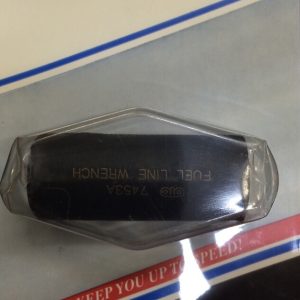 7453A
FUEL LINE WRENCH
KEEP YOU UP TO SPEED!